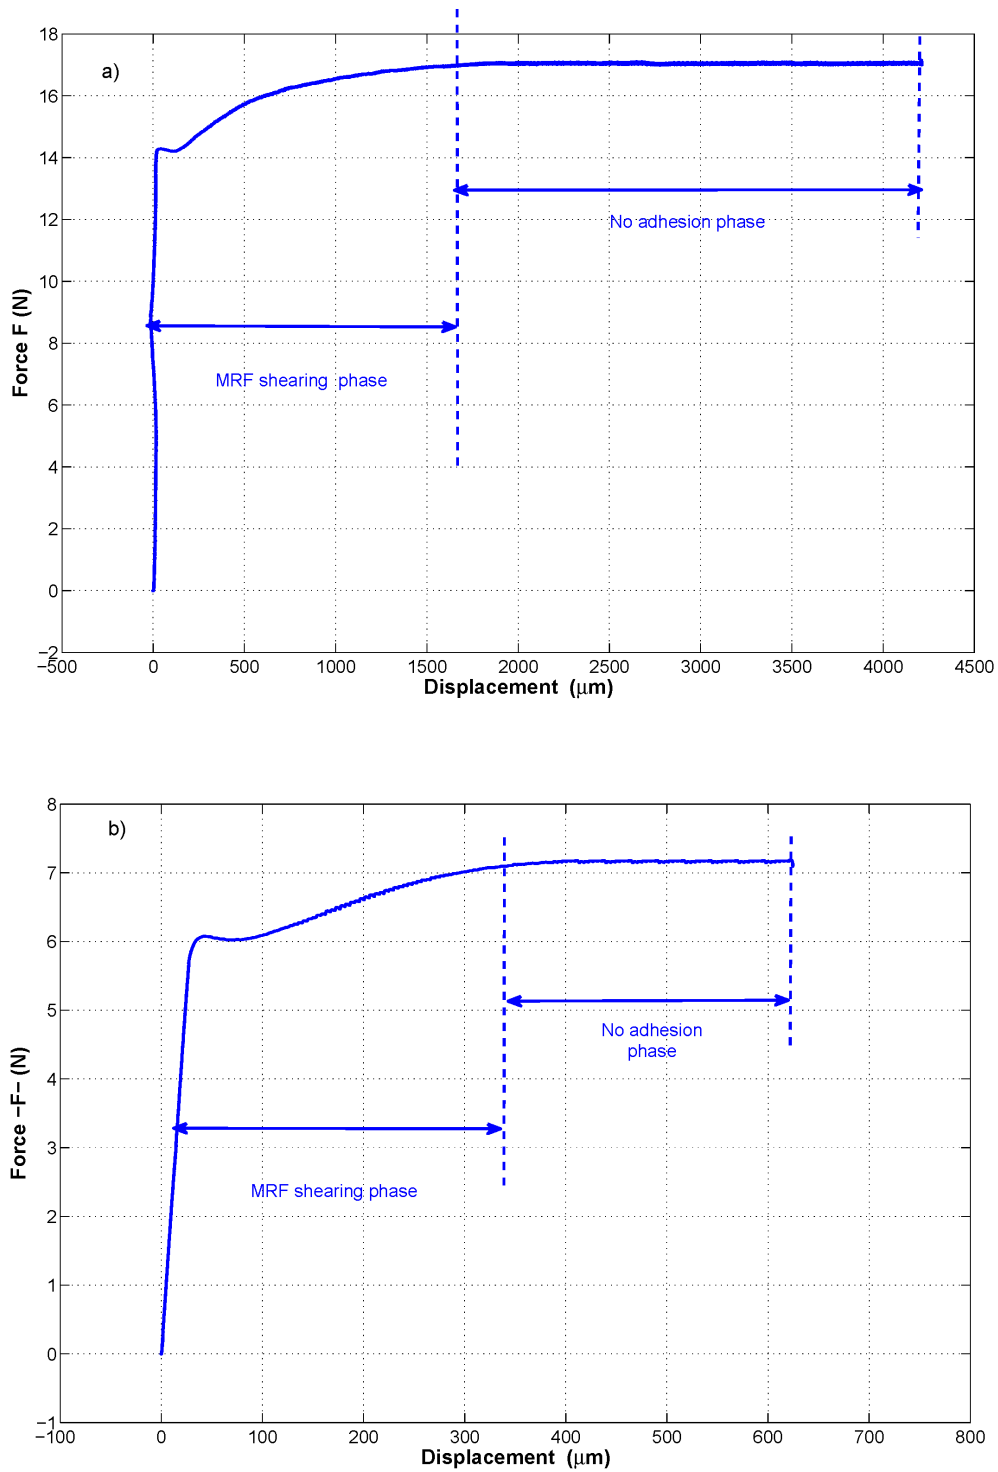 18
a)
16
14
12
No adhesion phase
10
8
MRF shearing phase
6
4
2
0
−2
Force F (N)
−500 0 500 1000 1500 2000 2500 3000 3500 4000 4500
Displacement (μm)
8
b)
7
6
5
No adhesion
phase
4
3
MRF shearing phase
2
1
0
−1
Force −F− (N)
−100 0 100 200 300 400 500 600 700 800
Displacement (μm)